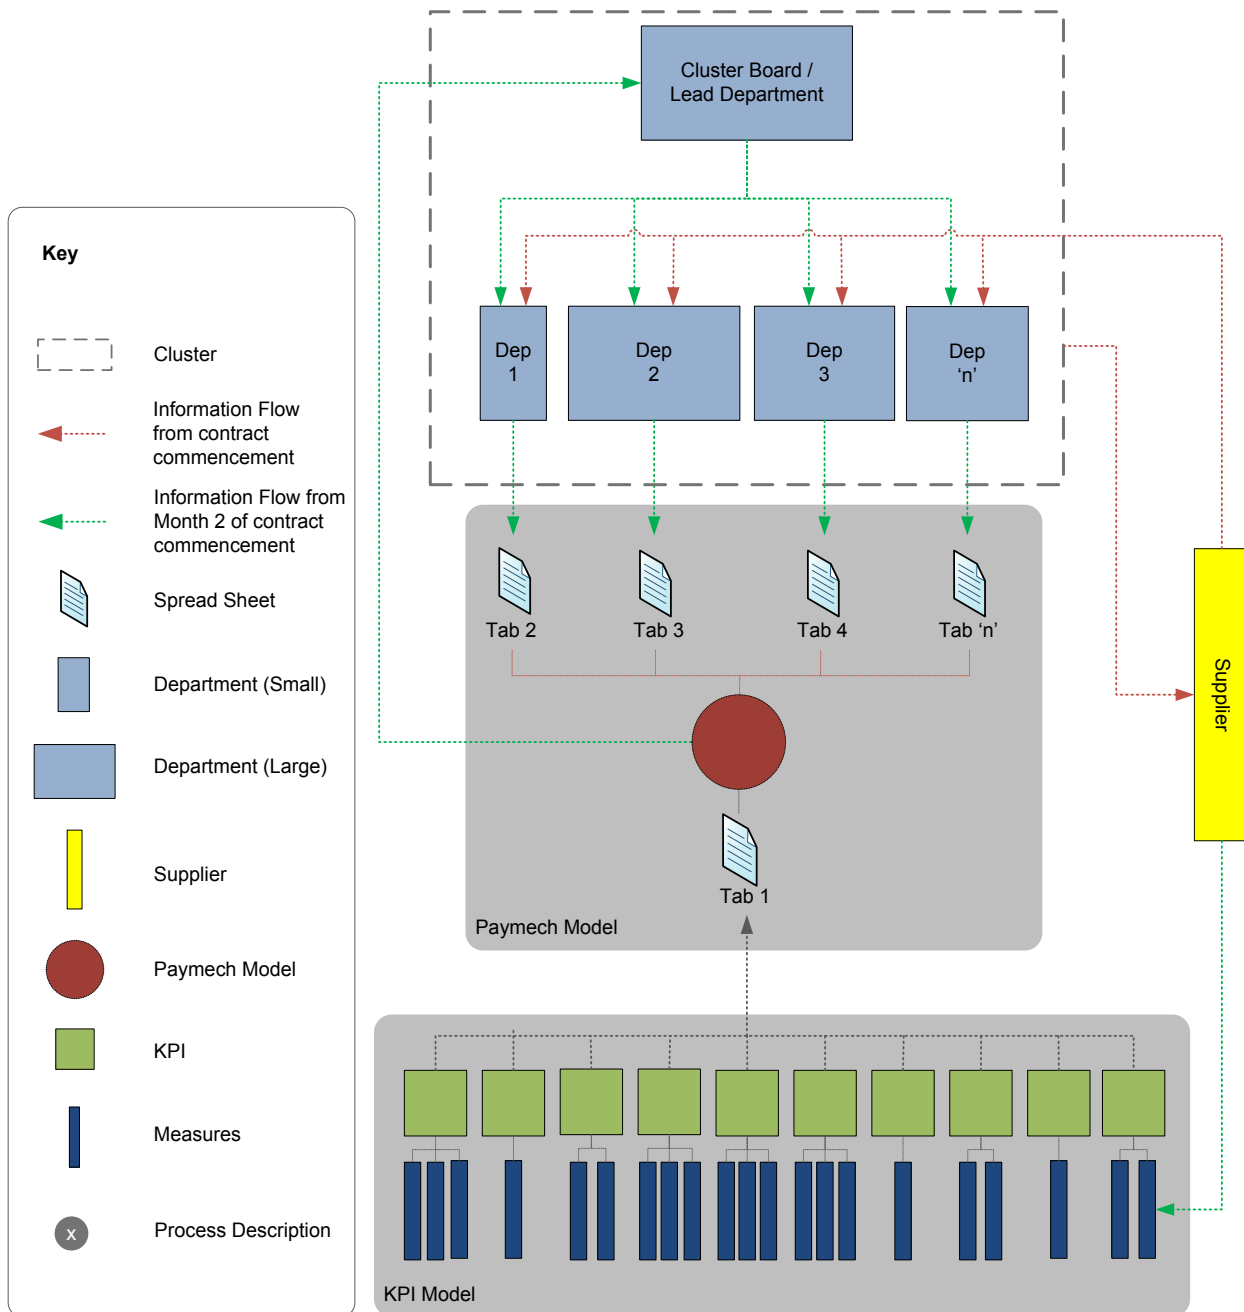 Cluster Board /
Lead Department
Key
Cluster
Information Flow
from contract
commencement
Information Flow from
Month 2 of contract
commencement
Spread Sheet
Department (Small)
Department (Large)
Supplier
Paymech Model
KPI
Measures
x
Process Description
Dep
1
Dep
2
Dep
3
Dep
‘n’
Tab 2
Tab 3
Tab 4
Tab ‘n’
Tab 1
Paymech Model
Supplier
KPI Model